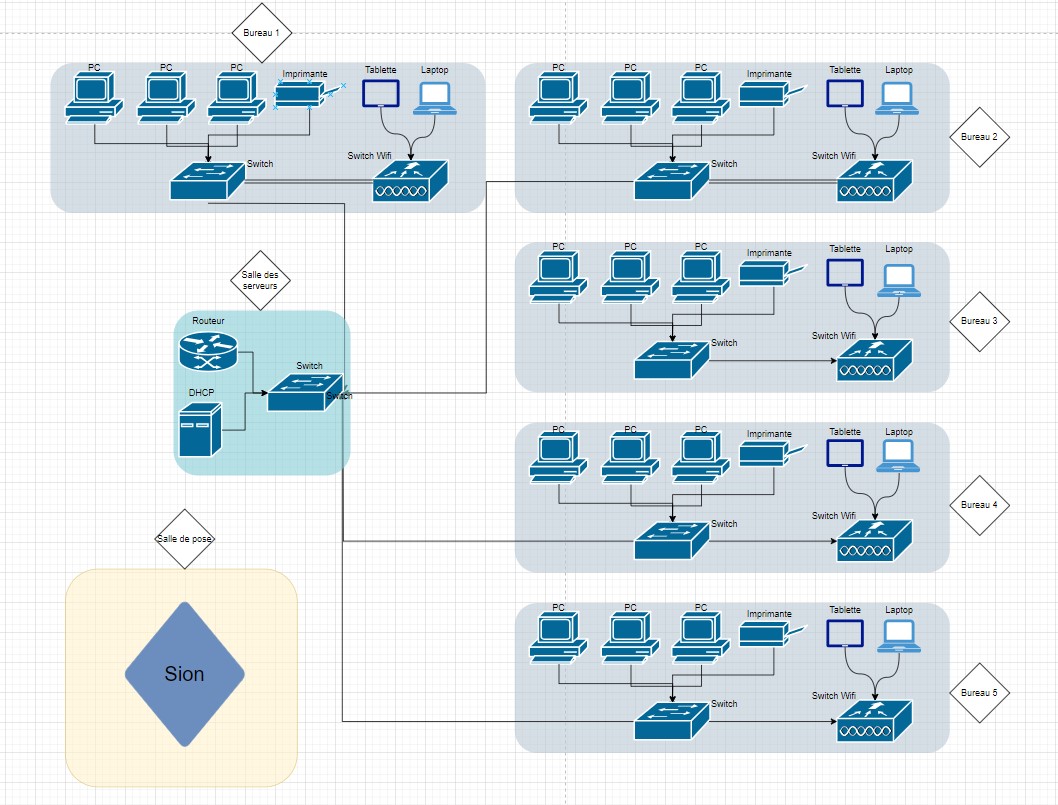 Bureau 1
PC
PC
PC
Imprimante
Tablette
Laptop
Switch
Switch Wifi
PC
PC
PC
Imprimante
Tablette
Laptop
Switch
Switch Wifi
Bureau 2
Salle des
serveurs
Routeur
DHCP
Switch
Switch
PC
PC
PC
Imprimante
Tablette
Laptop
Switch
Switch Wifi
Bureau 3
PC
PC
PC
Imprimante
Tablette
Laptop
Switch
Switch Wifi
Bureau 4
Salle de pose
Sion
PC
PC
PC
Imprimante
Tablette
Laptop
Switch
Switch Wifi
Bureau 5